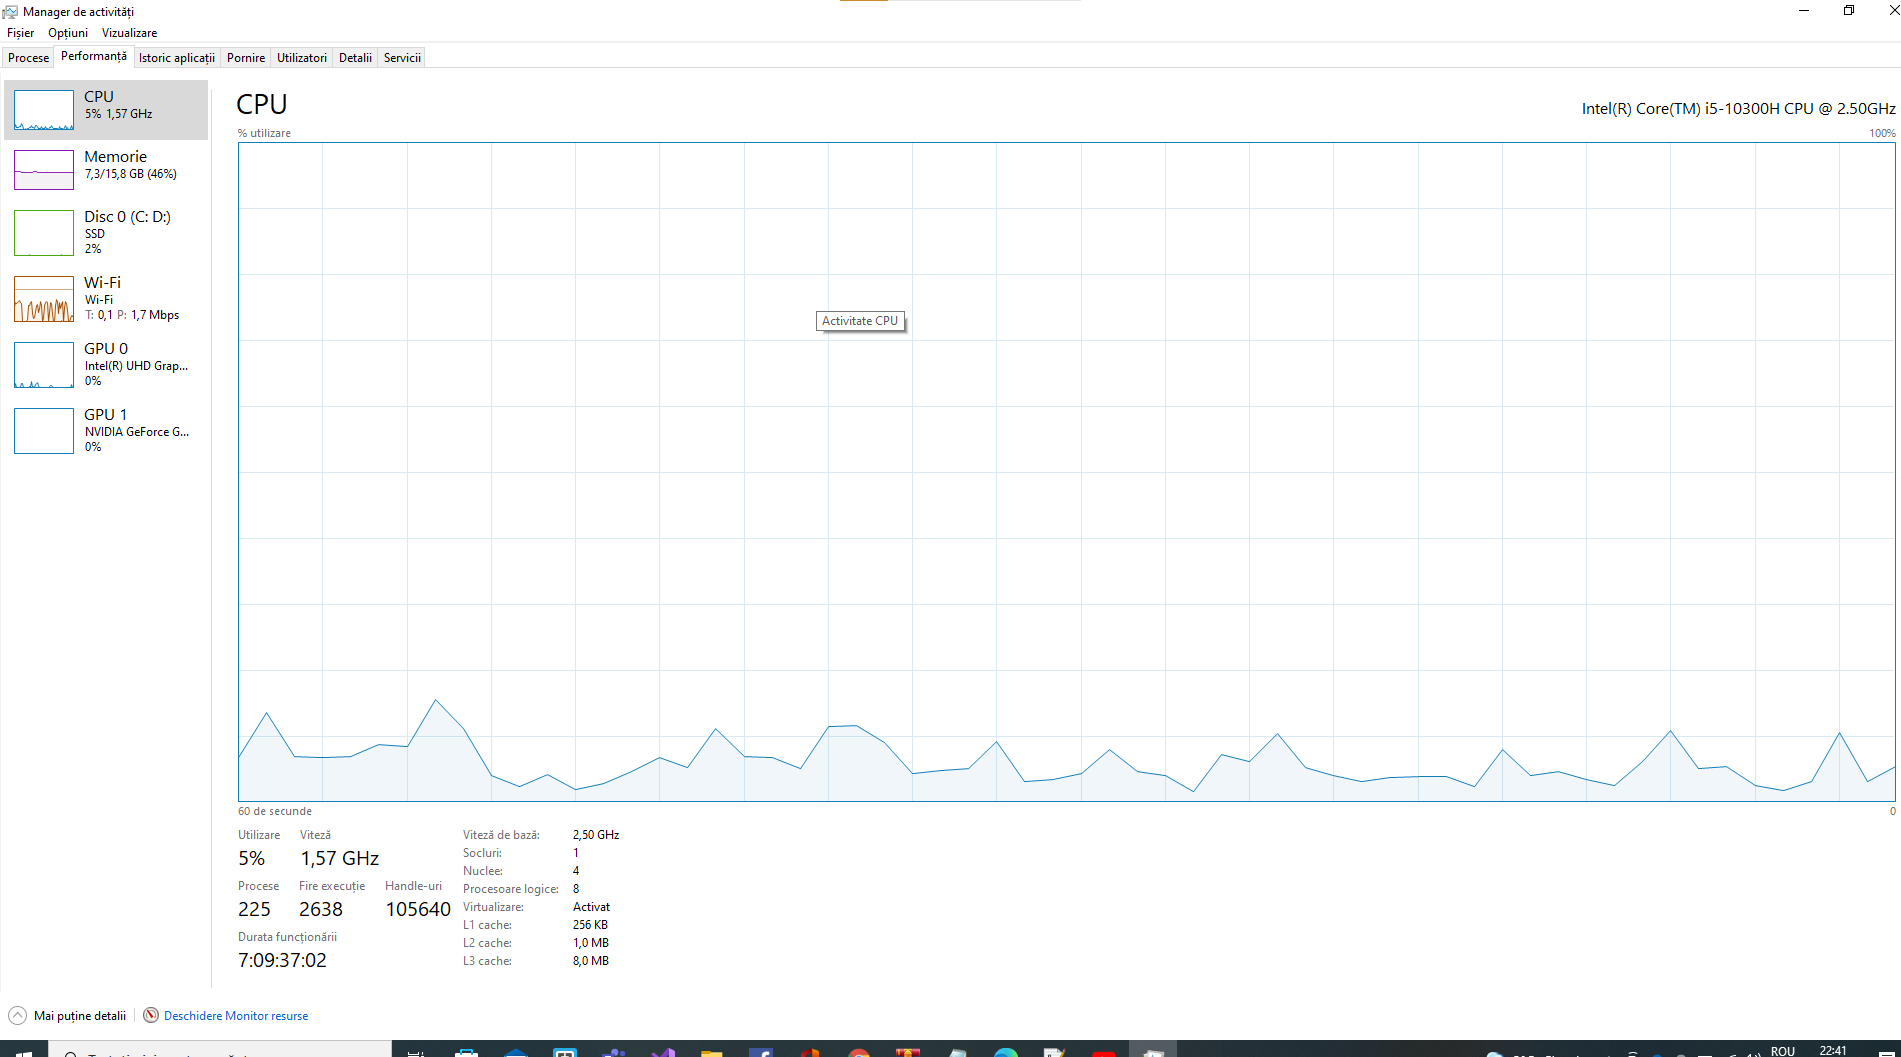 Manager de activități
Fișier Opțiuni Vizualizare
Procese Performanță Istoric aplicații Pornire Utilizatori Detalii Servicii
CPU
5% 1,57 GHz
Memorie
7,3/15,8 GB (46%)
Disc 0 (C: D:)
SSD
2%
Wi-Fi
Wi-Fi
T: 0,1 P: 1,7 Mbps
GPU 0
Intel(R) UHD Grap...
0%
GPU 1
NVIDIA GeForce G...
0%
CPU Intel(R) Core(TM) i5-10300H CPU @ 2.50GHz
% utilizare 100%
Activitate CPU
60 de secunde 0
Utilizare Viteză
5% 1,57 GHz
Procese Fire execuție Handle-uri
225 2638 105640
Durata funcționării
7:09:37:02
Viteză de bază: 2,50 GHz
Socluri: 1
Nuclee: 4
Procesoare logice: 8
Virtualizare: Activat
L1 cache: 256 KB
L2 cache: 1,0 MB
L3 cache: 8,0 MB
Mai puține detalii Deschidere Monitor resurse
ROU 22:41